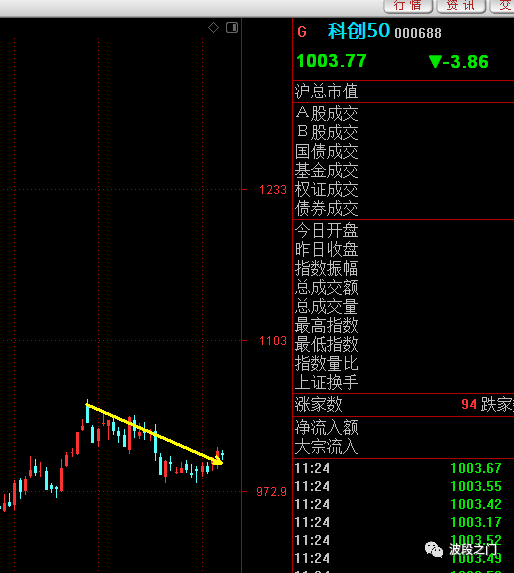 行情 资讯 交
G 科创50 000688
1003.77 ▼-3.86
沪总市值
A股成交
B股成交
国债成交
基金成交
权证成交
债券成交
今日开盘
昨日收盘
指数振幅
总成交额
总成交量
最高指数
最低指数
指数量比
上证换手
涨家数 94 跌家数
净流入额
大宗流入
1233
1103
972.9
11:24 1003.67
11:24 1003.55
11:24 1003.42
11:24 1003.17
11:24 1003.52
11:24 1003.49
波段之门